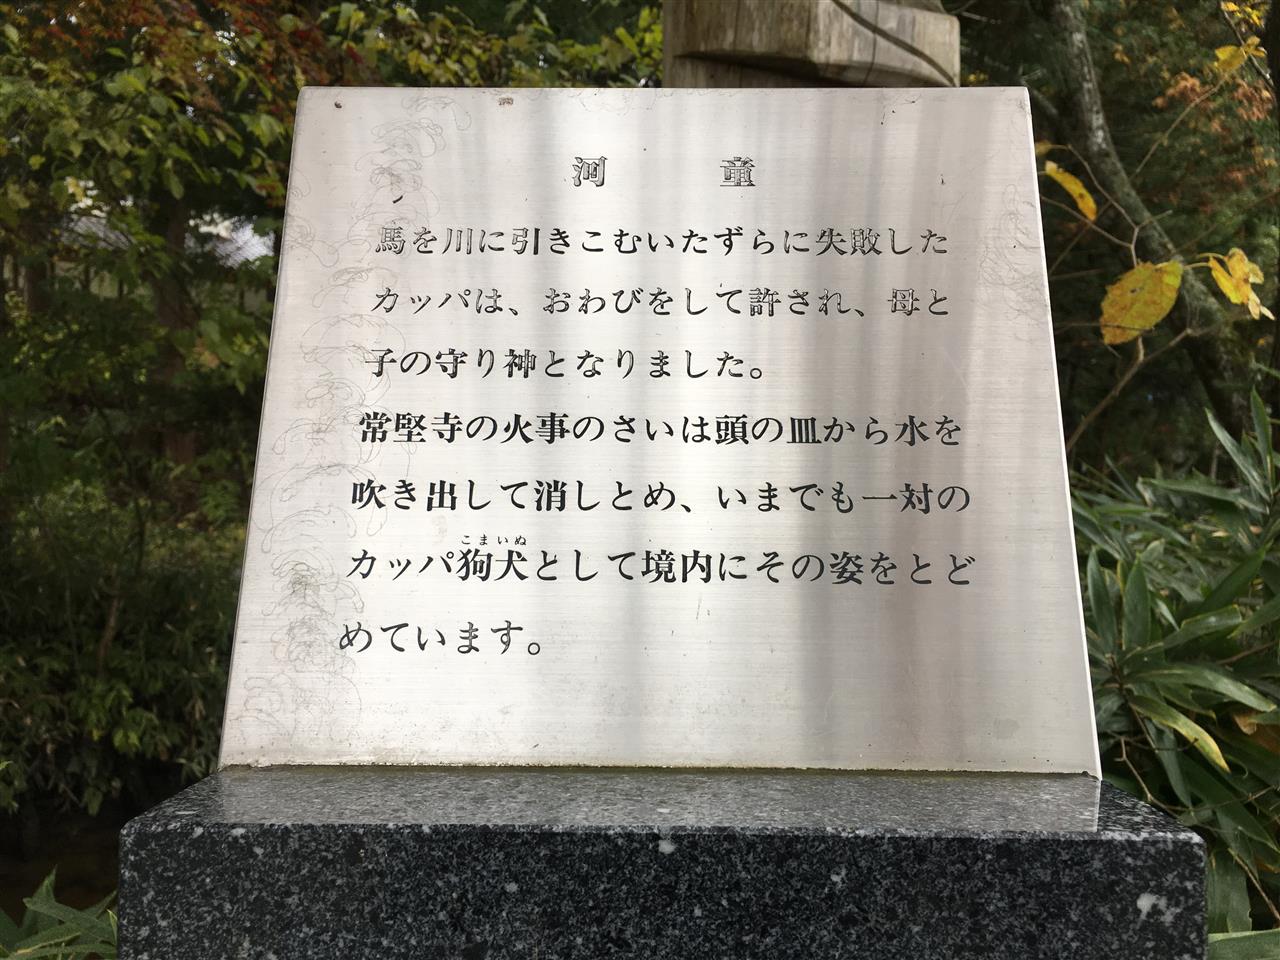 河童
馬を川に引きこむいたずらに失敗した
カッパは、おわびをして許され、母と
子の守り神となりました。
常堅寺の火事のさいは頭の皿から水を
吹き出して消しとめ、いまでも一対の
こまいぬ
カッパ狗犬として境内にその姿をとど
めています。